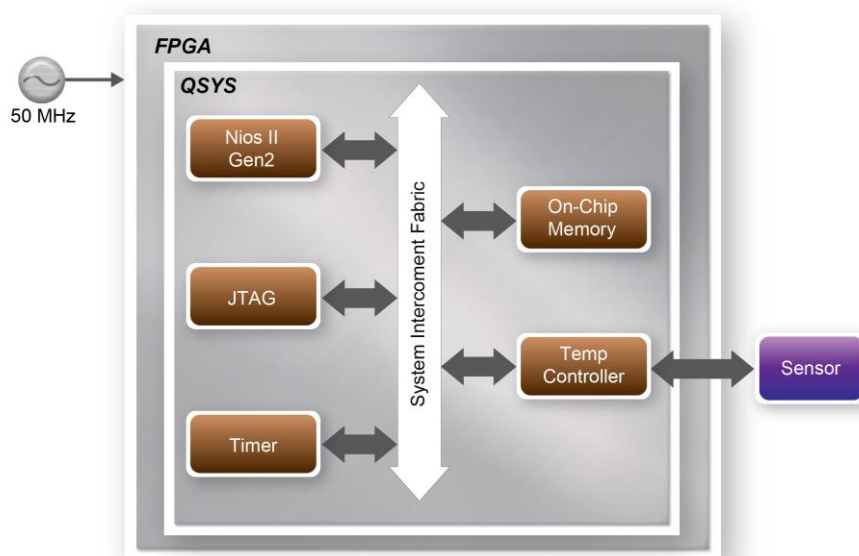 FPGA
QSYS
50 MHz
Nios II
Gen2
JTAG
Timer
System Intercoment Fabric
On-Chip
Memory
Temp
Controller
Sensor